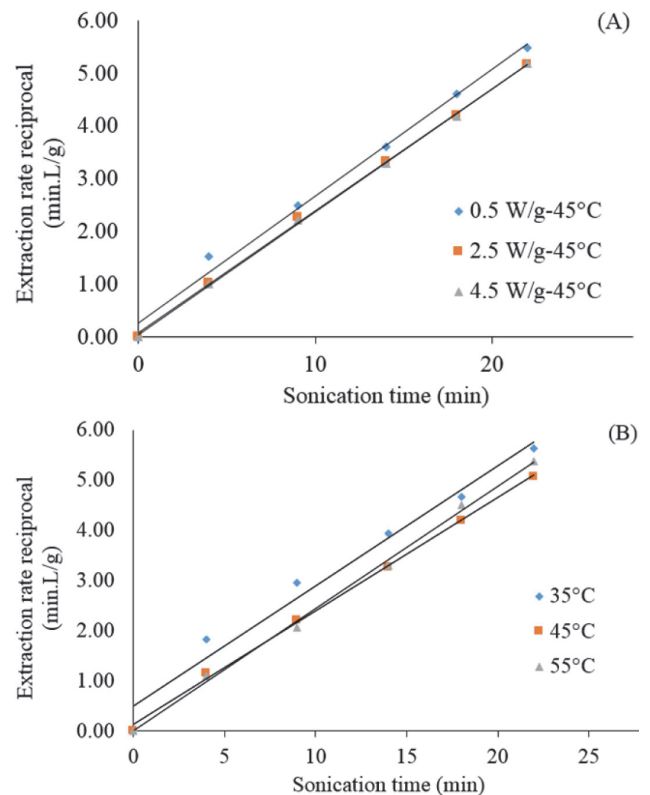 (A)
6.00
5.00
4.00
3.00
2.00
1.00
0.00
Extraction rate reciprocal
(min.L/g)
0.5 W/g-45°C
2.5 W/g-45°C
4.5 W/g-45°C
0 10 20
Sonication time (min)
(B)
6.00
5.00
4.00
3.00
2.00
1.00
0.00
Extraction rate reciprocal
(min.L/g)
35°C
45°C
55°C
0 5 10 15 20 25
Sonication time (min)